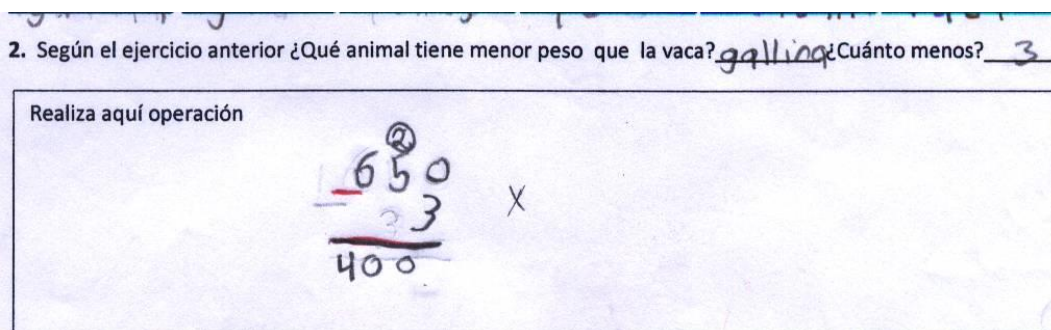 2. Según el ejercicio anterior ¿Qué animal tiene menor peso que la vaca? gallina ¿Cuánto menos? 3
Realiza aquí operación
2
650
- 3
X
400